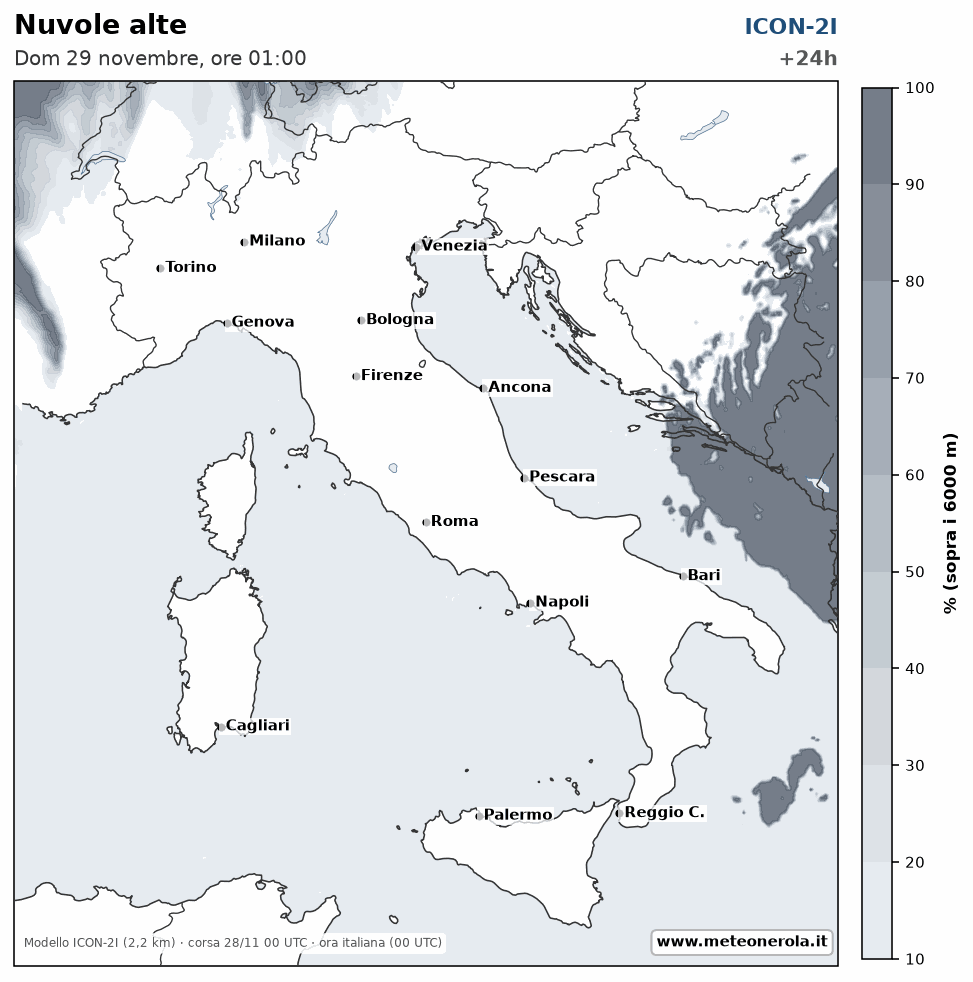 Nuvole alte
ICON-2I
Dom 29 novembre, ore 01:00
+24h
100
90
80
70
60
50
40
30
20
10
% (sopra i 6000 m)
Milano
Venezia
Torino
Genova
Bologna
Firenze
Ancona
Pescara
Roma
Bari
Napoli
Cagliari
Palermo
Reggio C.
Modello ICON-2I (2,2 km) · corsa 28/11 00 UTC · ora italiana (00 UTC)
www.meteonerola.it